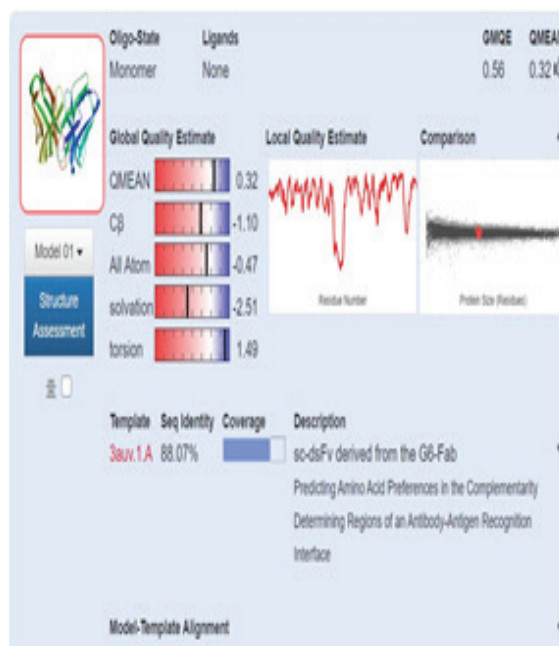 Oligo-State Ligands GMQE QMEAN
Monomer None 0.56 0.32
Global Quality Estimate Local Quality Estimate Comparison
QMEAN 0.32
Cβ -1.10
All Atom -0.47
solvation -2.51
torsion 1.49
Residue Number
Protein Size (Residues)
Model 01 ▾
Structure
Assessment
Template Seq Identity Coverage Description
3auv.1.A 88.07% sc-dsFv derived from the G6-Fab
Predicting Amino Acid Preferences in the Complementarity
Determining Regions of an Antibody-Antigen Recognition
Interface
Model-Template Alignment